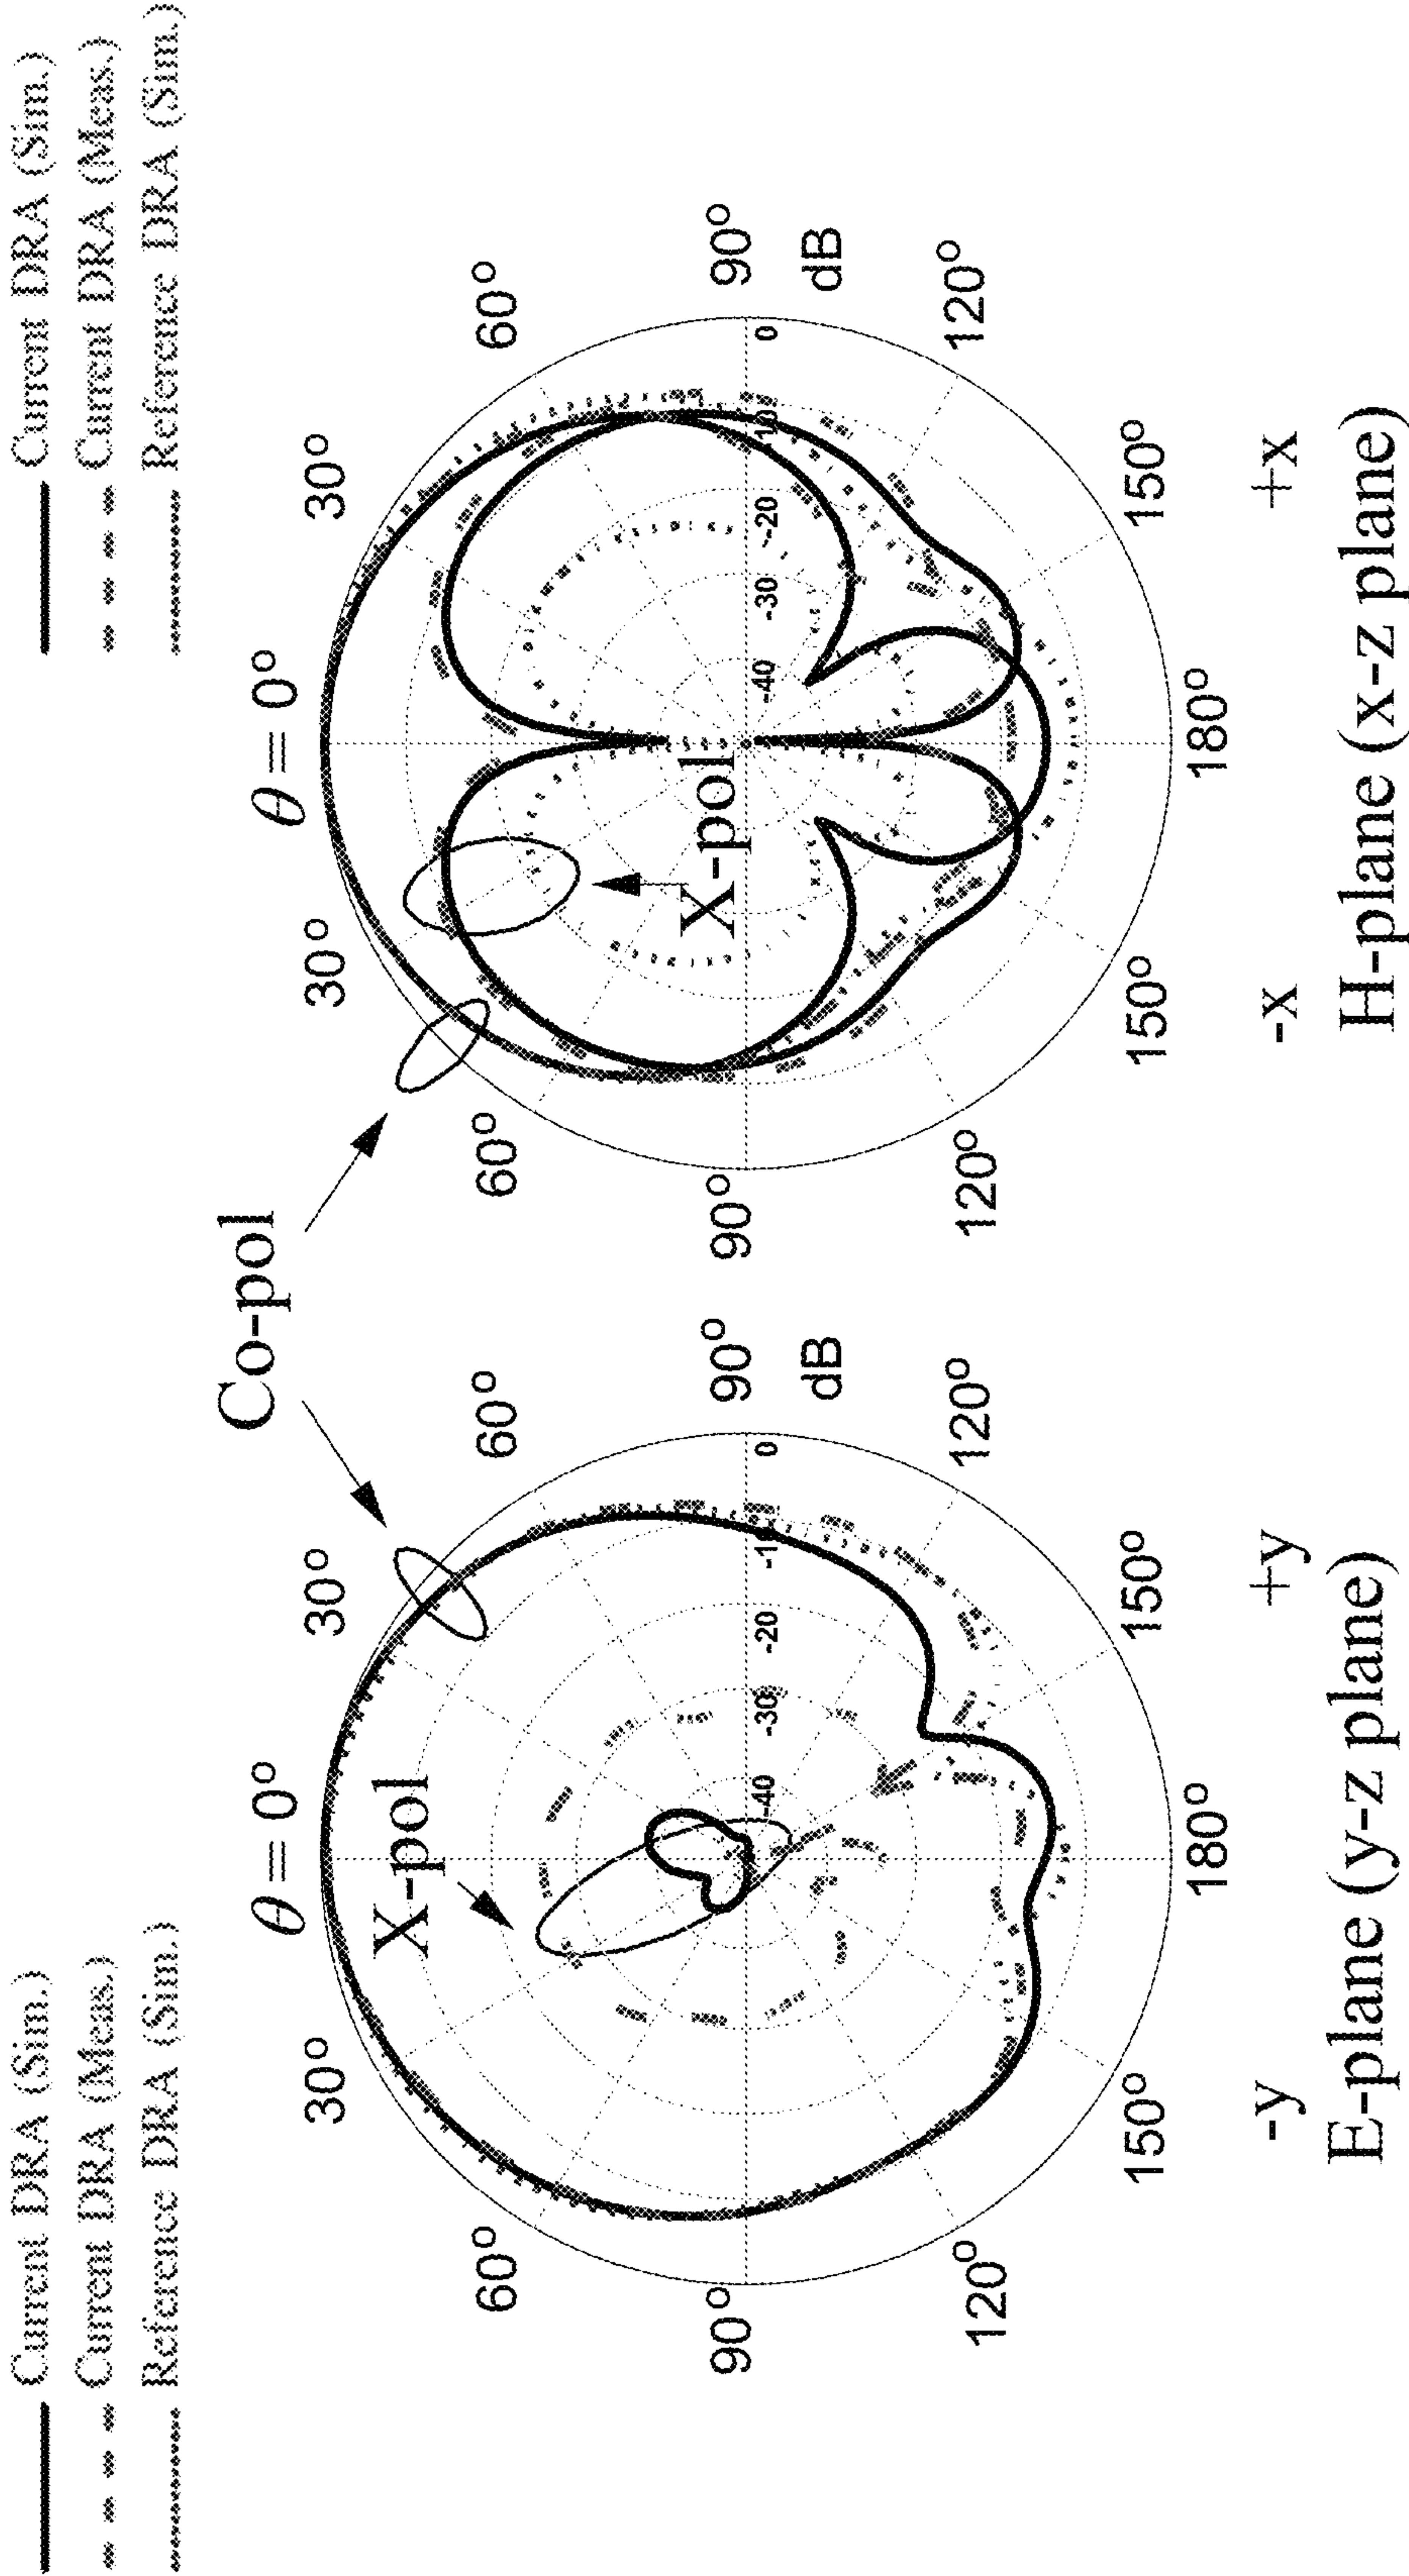 Current DRA (Sim.)
Current DRA (Meas.)
Reference DRA (Sim.)
Current DRA (Sim.)
Current DRA (Meas.)
Reference DRA (Sim.)
Co-pol
θ = 0°
30°
30°
60°
60°
90°
90°
dB
120°
120°
150°
150°
180°
X-pol
0
-10
-20
-30
-40
-y
+y
E-plane (y-z plane)
θ = 0°
30°
30°
60°
60°
90°
90°
dB
120°
120°
150°
150°
180°
X-pol
0
10
-20
-30
-40
-x
+x
H-plane (x-z plane)